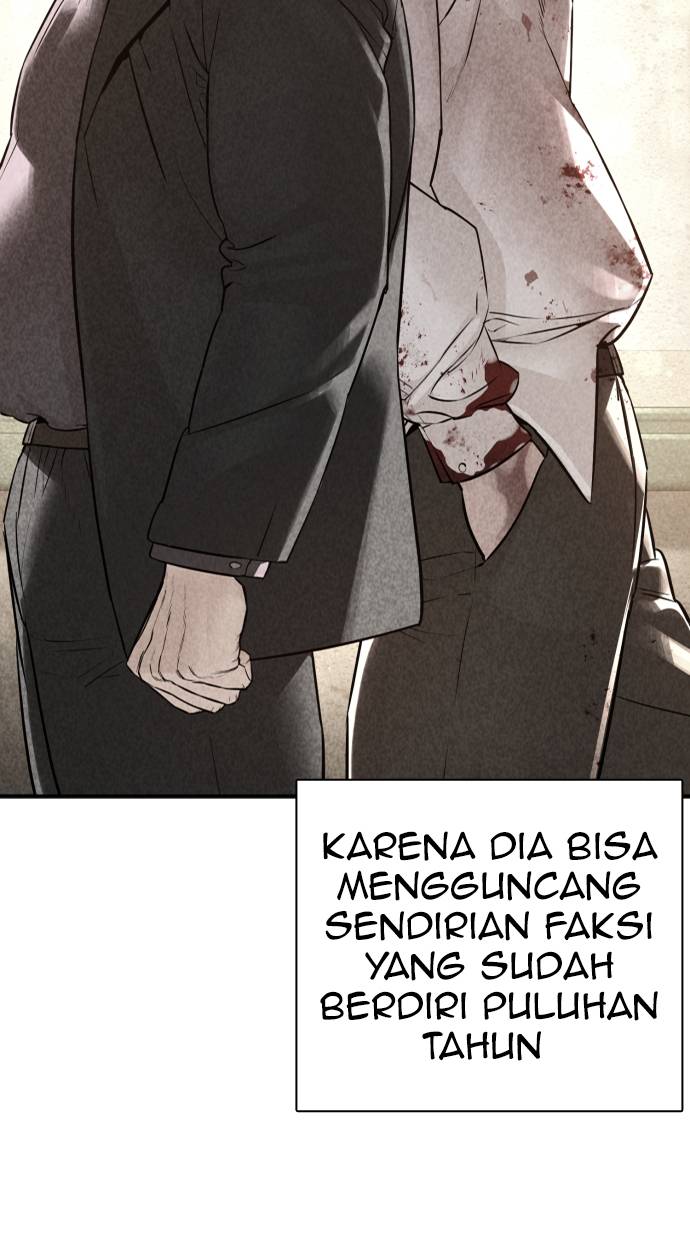 KARENA DIA BISA
MENGGUNCANG
SENDIRIAN FAKSI
YANG SUDAH
BERDIRI PULUHAN
TAHUN